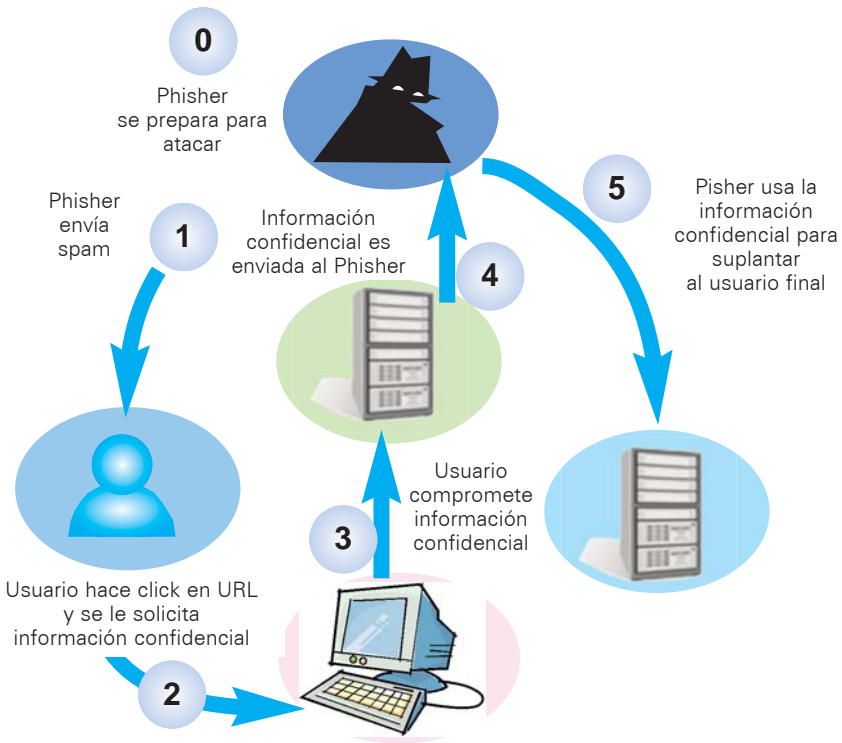 0
Phisher
se prepara para
atacar
1
Phisher
envía
spam
Usuario hace click en URL
y se le solicita
información confidencial
2
3
Usuario
compromete
información
confidencial
Información
confidencial es
enviada al Phisher
4
5
Pisher usa la
información
confidencial para
suplantar
al usuario final